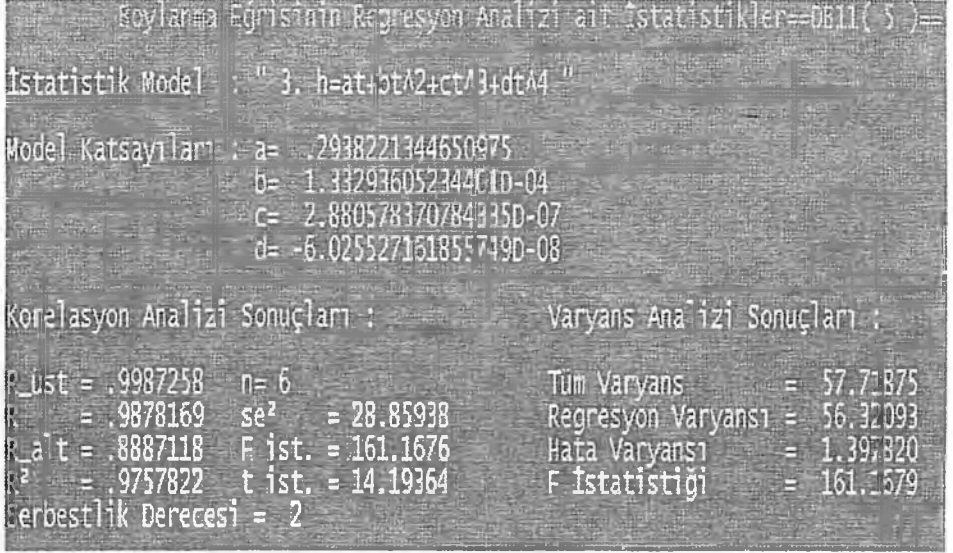 Boylanma Eğrisinin Regresyon Analizi ait İstatistikler==DB11( 5 )==
İstatistik Model : " 3. h=at+bt^2+ct^3+dt^4 "
Model Katsayıları : a= .2938221344650975
b= 1.332936052344
c= 2.880578370784335D-07
d= -6.025527161855749D-08
Korelasyon Analizi Sonuçları :
Varyans Analizi Sonuçları :
R_üst = .9987258 n= 6
Tüm Varyans = 57.71875
R = .9878169 se² = 28.85938
Regresyon Varyansı = 56.32093
R_alt = .8887118 F ist. = 161.1676
Hata Varyansı = 1.397820
R² = .9757822 t ist. = 14.19364
F İstatistiği = 161.1679
Serbestlik Derecesi = 2